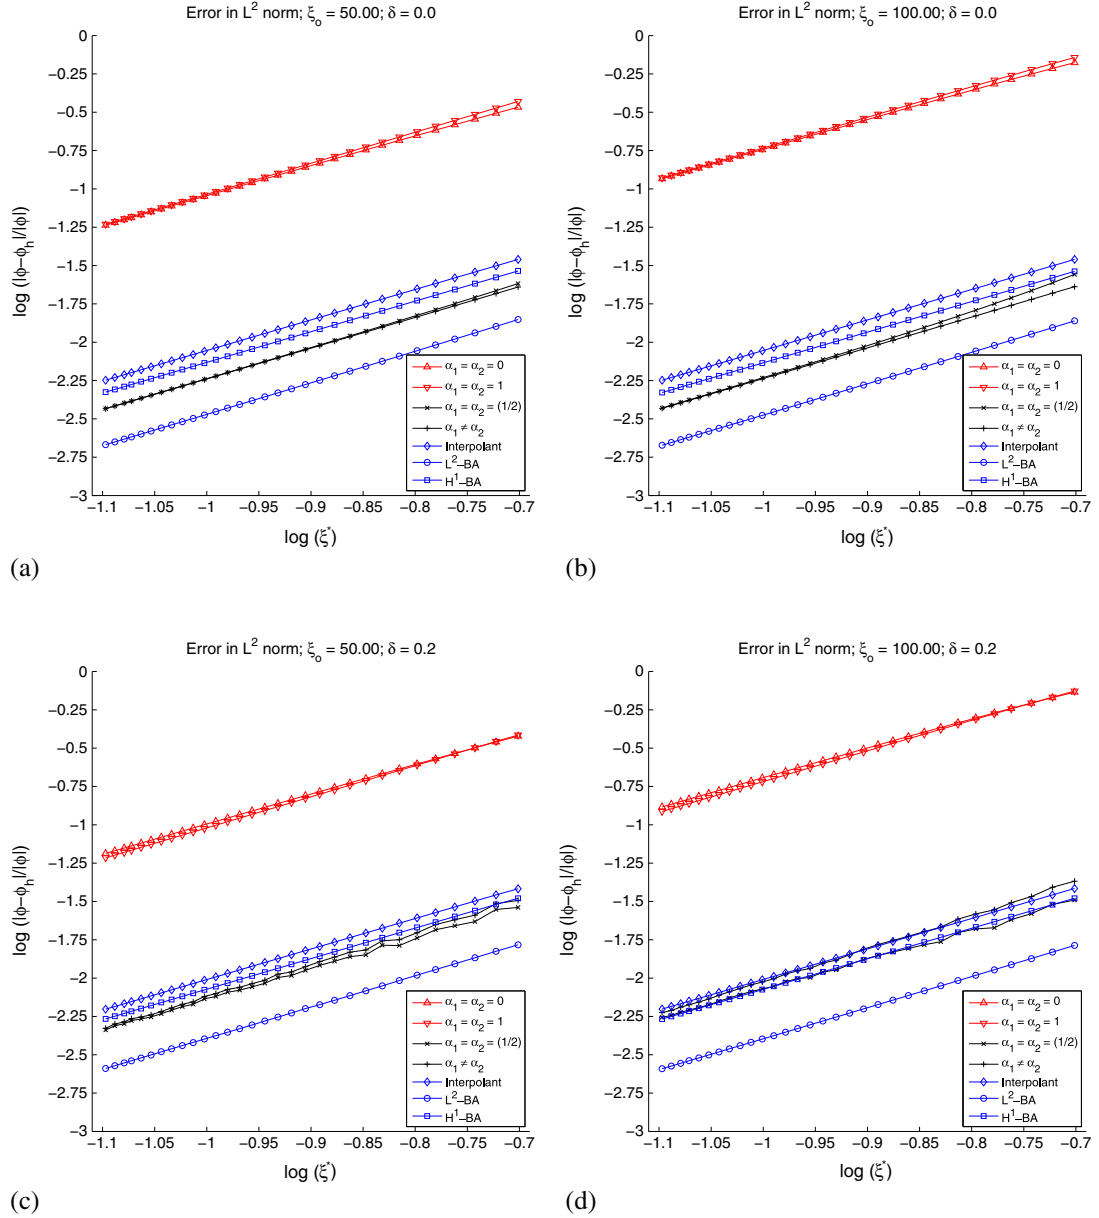 Error in L² norm; ξₒ = 50.00; δ = 0.0
0
−0.25
−0.5
−0.75
−1
−1.25
−1.5
−1.75
−2
−2.25
−2.5
−2.75
−3
log (|ϕ−ϕₕ|/|ϕ|)
α₁ = α₂ = 0
α₁ = α₂ = 1
α₁ = α₂ = (1/2)
α₁ ≠ α₂
Interpolant
L²−BA
H¹−BA
−1.1 −1.05 −1 −0.95 −0.9 −0.85 −0.8 −0.75 −0.7
log (ξ*)
(a)
Error in L² norm; ξₒ = 100.00; δ = 0.0
0
−0.25
−0.5
−0.75
−1
−1.25
−1.5
−1.75
−2
−2.25
−2.5
−2.75
−3
log (|ϕ−ϕₕ|/|ϕ|)
α₁ = α₂ = 0
α₁ = α₂ = 1
α₁ = α₂ = (1/2)
α₁ ≠ α₂
Interpolant
L²−BA
H¹−BA
−1.1 −1.05 −1 −0.95 −0.9 −0.85 −0.8 −0.75 −0.7
log (ξ*)
(b)
Error in L² norm; ξₒ = 50.00; δ = 0.2
0
−0.25
−0.5
−0.75
−1
−1.25
−1.5
−1.75
−2
−2.25
−2.5
−2.75
−3
log (|ϕ−ϕₕ|/|ϕ|)
α₁ = α₂ = 0
α₁ = α₂ = 1
α₁ = α₂ = (1/2)
α₁ ≠ α₂
Interpolant
L²−BA
H¹−BA
−1.1 −1.05 −1 −0.95 −0.9 −0.85 −0.8 −0.75 −0.7
log (ξ*)
(c)
Error in L² norm; ξₒ = 100.00; δ = 0.2
0
−0.25
−0.5
−0.75
−1
−1.25
−1.5
−1.75
−2
−2.25
−2.5
−2.75
−3
log (|ϕ−ϕₕ|/|ϕ|)
α₁ = α₂ = 0
α₁ = α₂ = 1
α₁ = α₂ = (1/2)
α₁ ≠ α₂
Interpolant
L²−BA
H¹−BA
−1.1 −1.05 −1 −0.95 −0.9 −0.85 −0.8 −0.75 −0.7
log (ξ*)
(d)